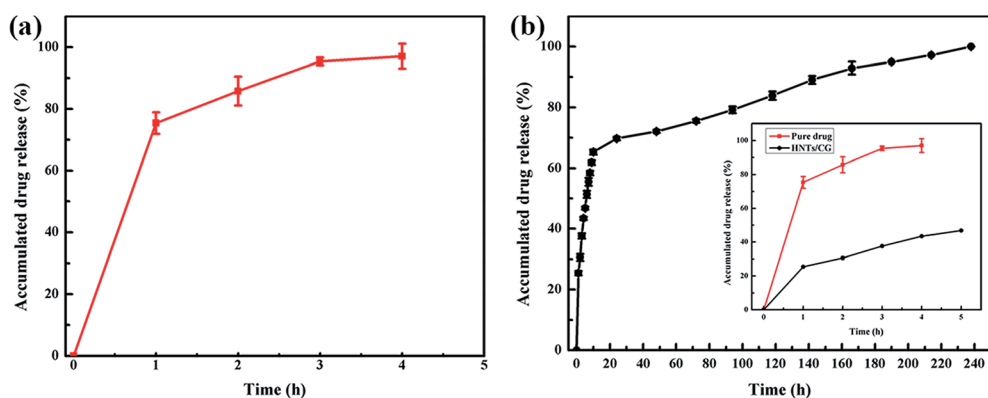 (a)
Accumulated drug release (%)
100
80
60
40
20
0
0 1 2 3 4 5
Time (h)
(b)
Accumulated drug release (%)
100
80
60
40
60
0
0 20 40 60 80 100 120 140 160 180 200 220 240
Time (h)
Pure drug
HNTs/CG
Accumulated drug release (%)
100
80
60
40
20
0
0 1 2 3 4 5
Time (h)